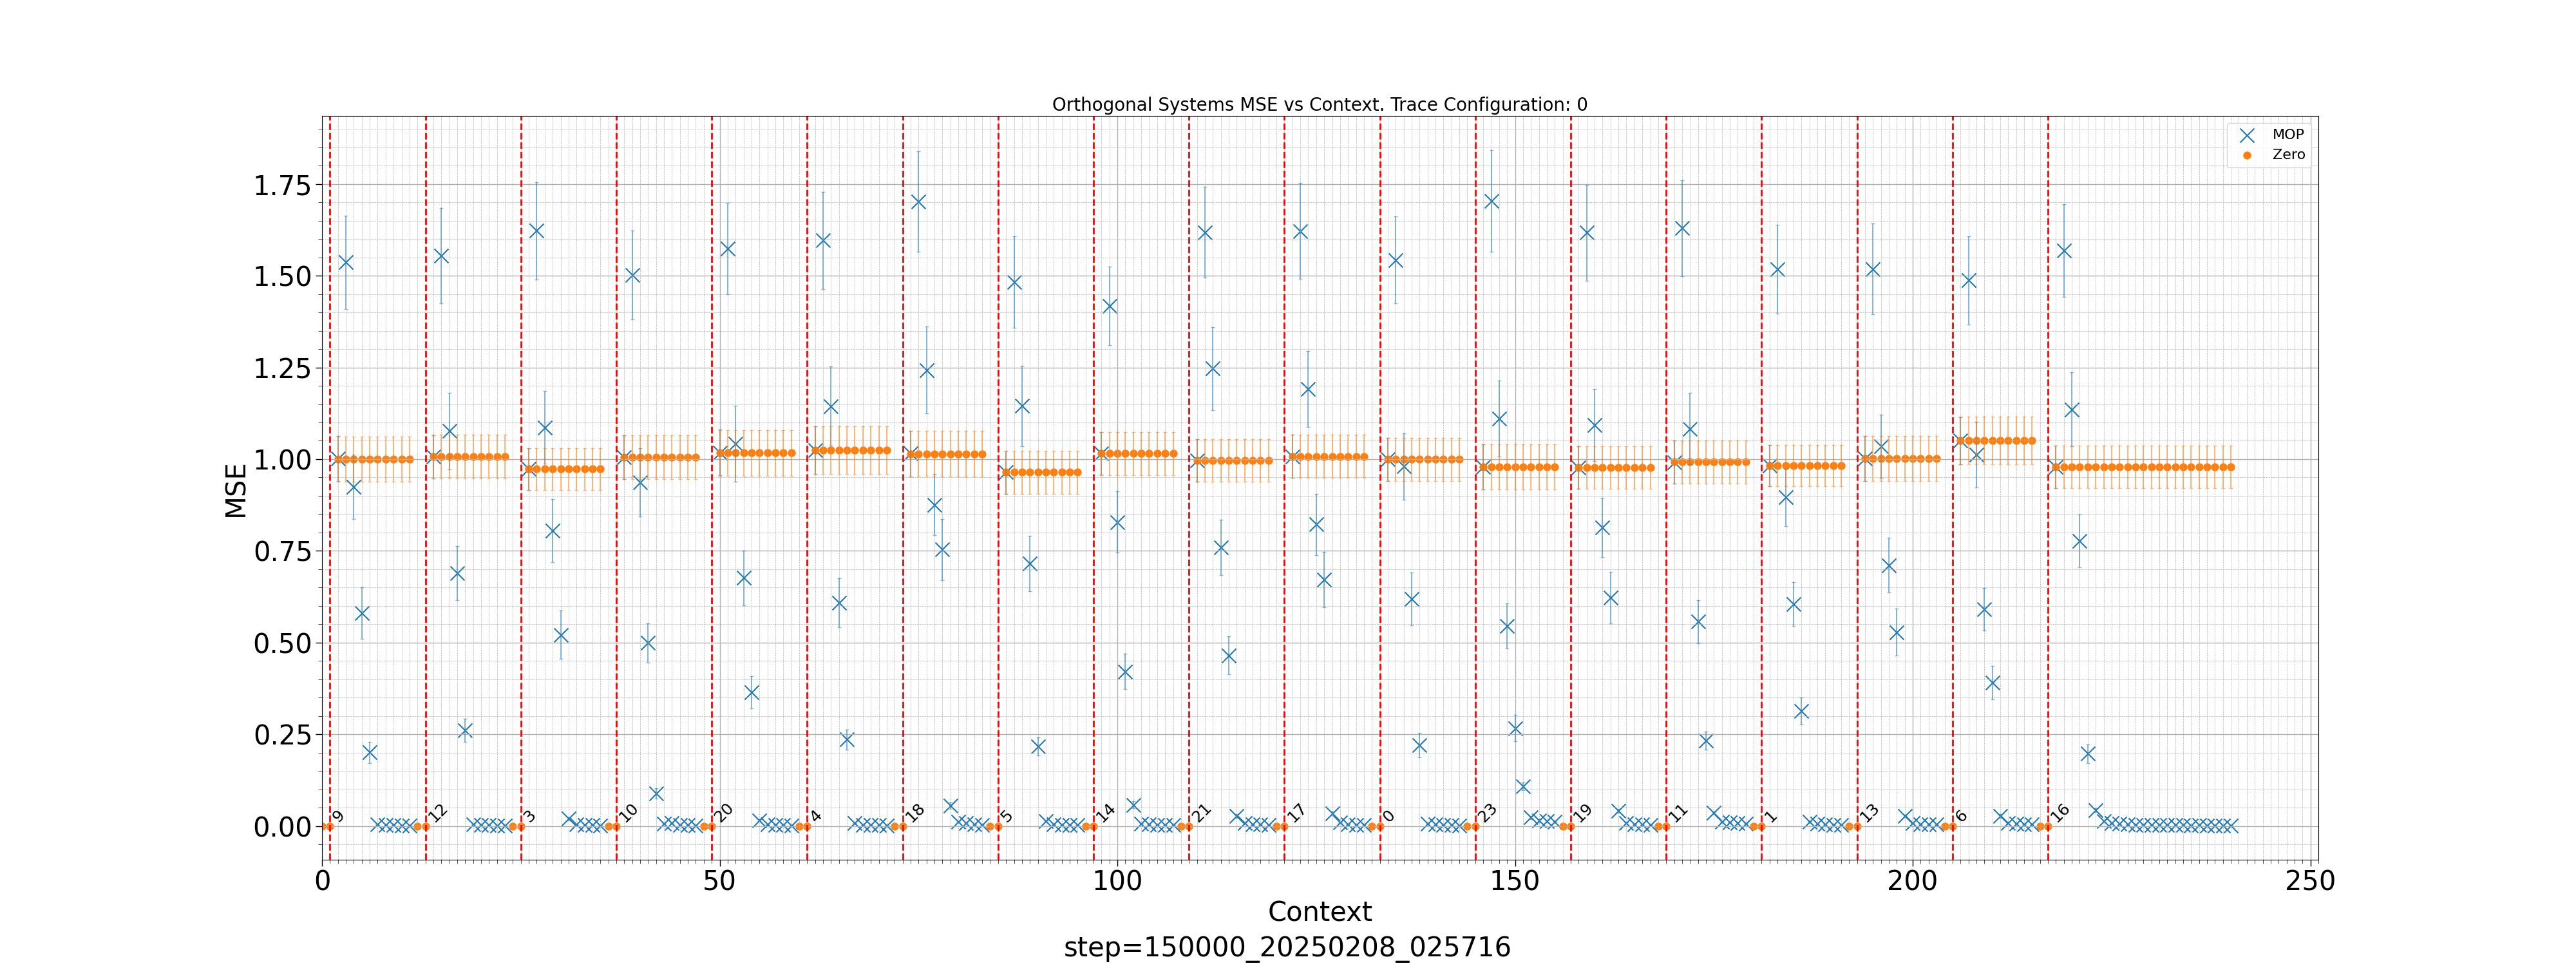 Orthogonal Systems MSE vs Context. Trace Configuration: 0
MOP
Zero
MSE
1.75
1.50
1.25
1.00
0.75
0.50
0.25
0.00
9 12 3 10 20 4 18 5 14 21 17 0 23 19 11 1 13 6 16
0 50 100 150 200 250
Context
step=150000_20250208_025716